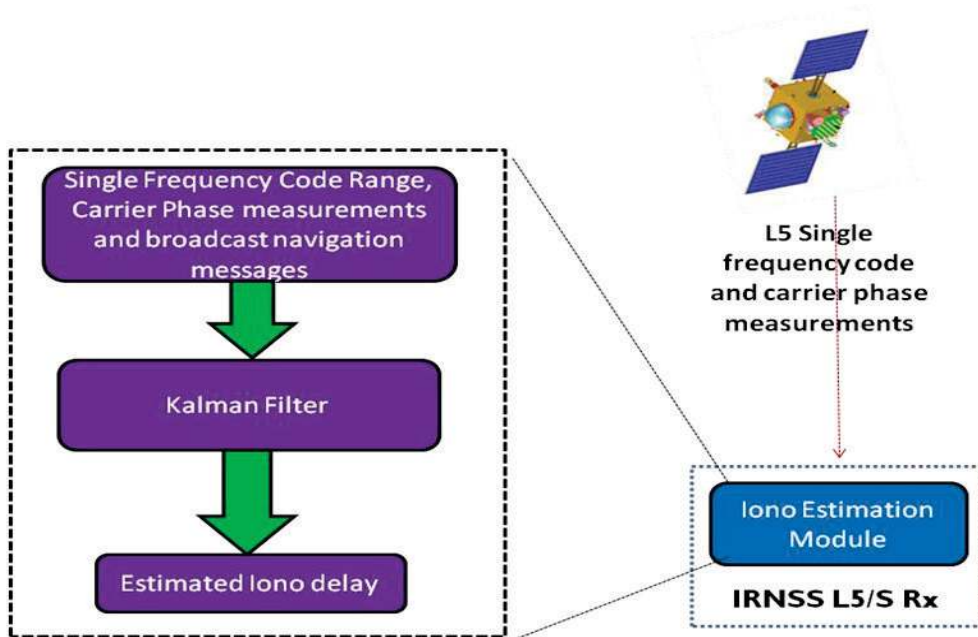 Single Frequency Code Range,
Carrier Phase measurements
and broadcast navigation
messages
Kalman Filter
Estimated Iono delay
L5 Single
frequency code
and carrier phase
measurements
Iono Estimation
Module
IRNSS L5/S Rx